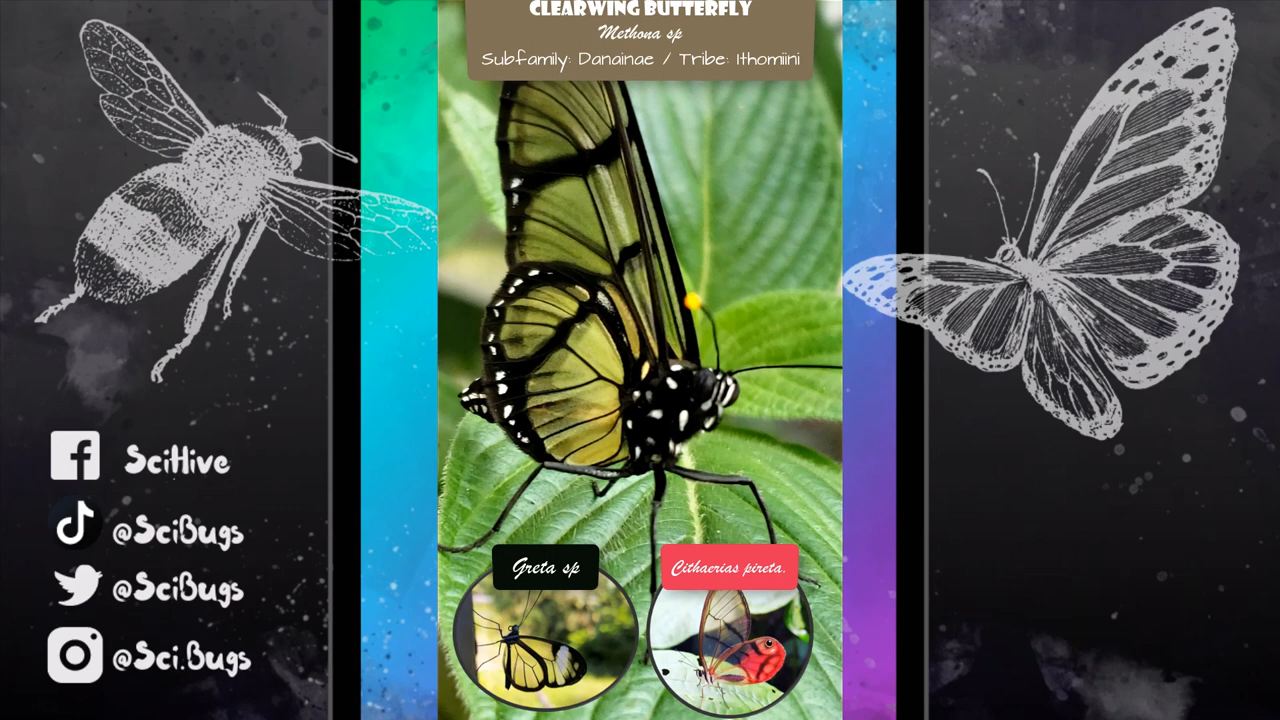 CLEARWING BUTTERFLY
Methona sp
Subfamily: Danainae / Tribe: Ithomiini
SciHive
@SciBugs
@SciBugs
@Sci.Bugs
Greta sp
Cithaerias pireta.